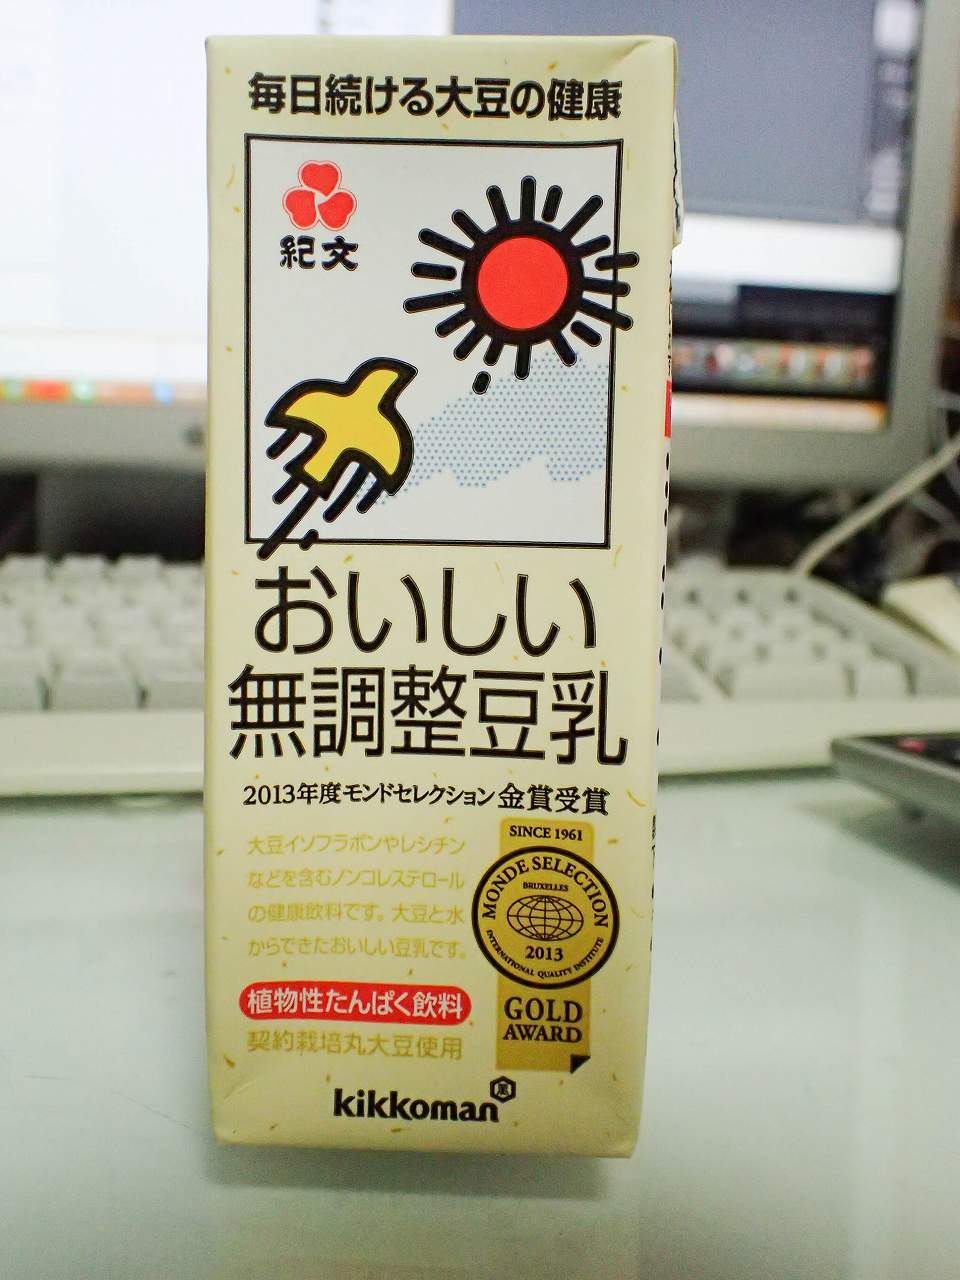 毎日続ける大豆の健康
紀文
おいしい
無調整豆乳
2013年度モンドセレクション金賞受賞
大豆イソフラボンやレシチン
などを含むノンコレステロール
の健康飲料です。大豆と水
からできたおいしい豆乳です。
植物性たんぱく飲料
契約栽培丸大豆使用
SINCE 1961
MONDE SELECTION
BRUXELLES
2013
INTERNATIONAL QUALITY INSTITUTE
GOLD
AWARD
kikkoman